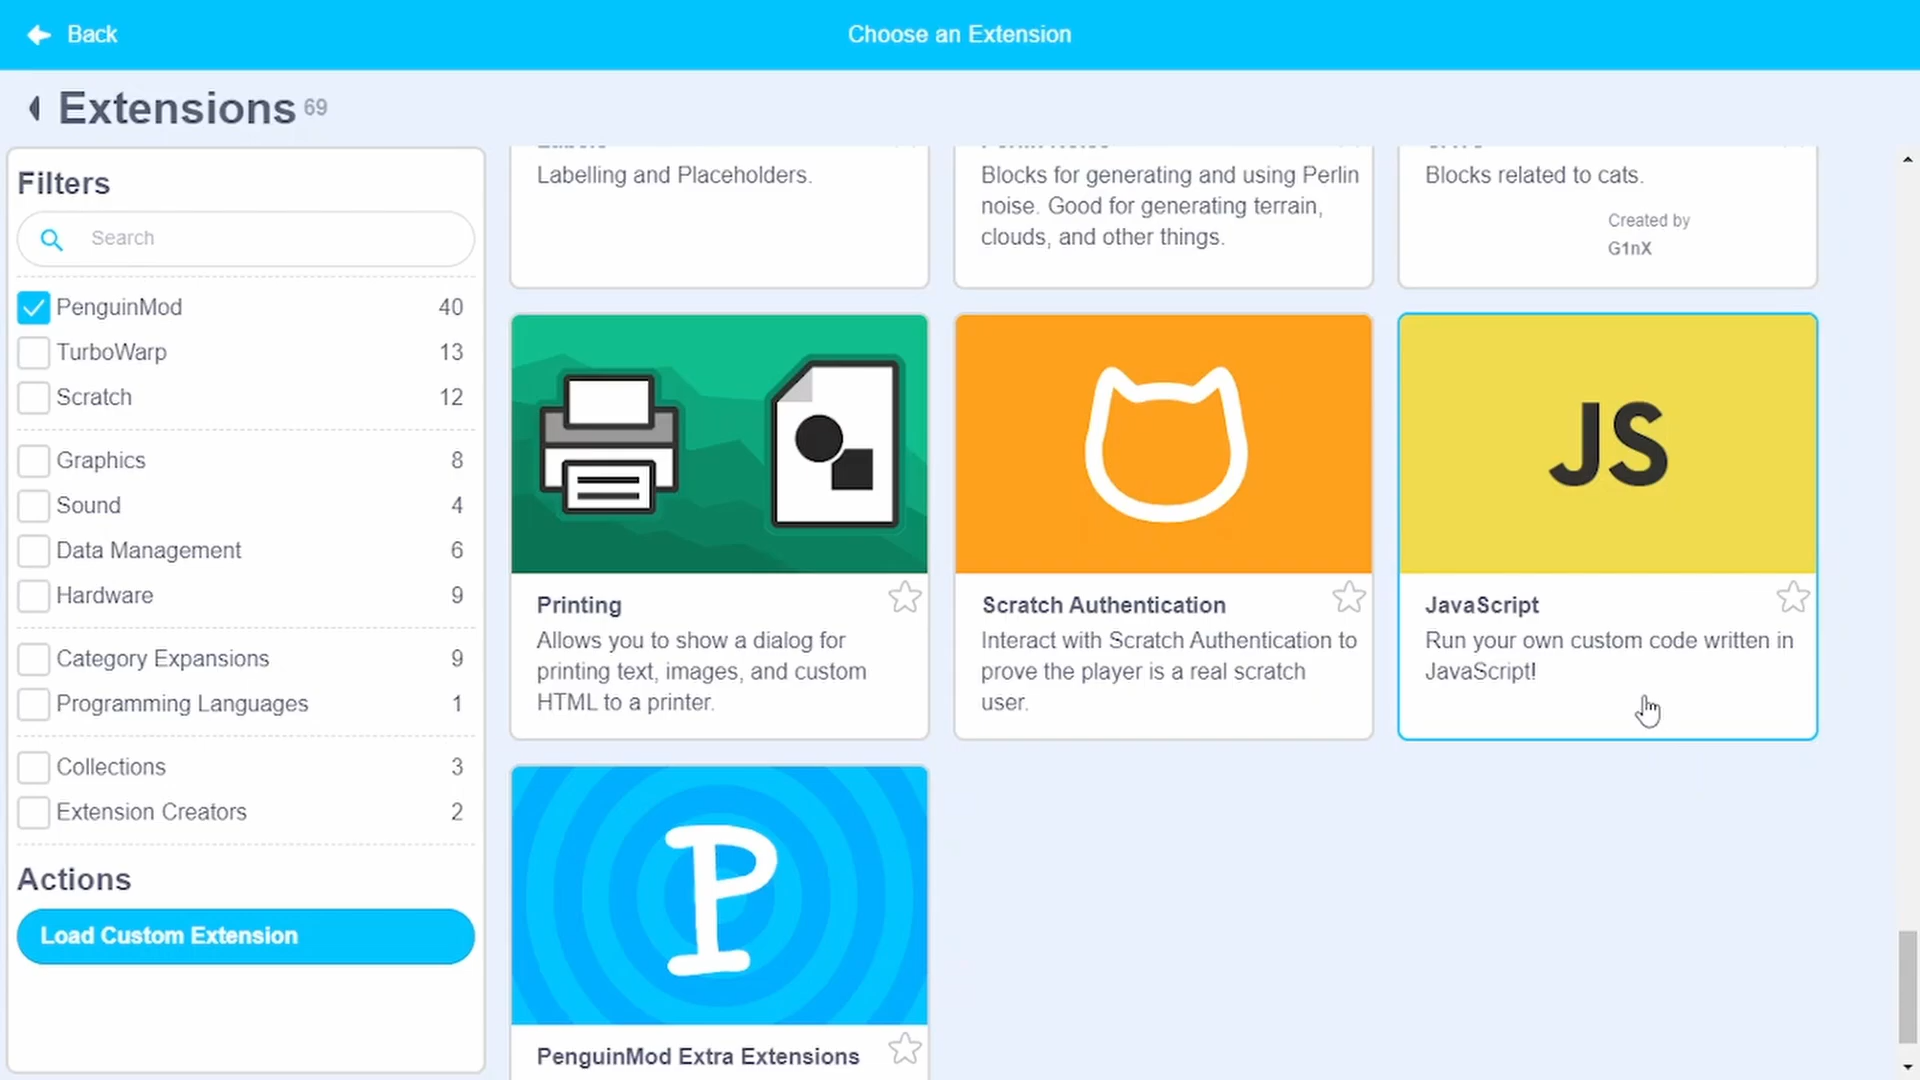 Back
Choose an Extension
Extensions 69
Filters
Search
PenguinMod 40
TurboWarp 13
Scratch 12
Graphics 8
Sound 4
Data Management 6
Hardware 9
Category Expansions 9
Programming Languages 1
Collections 3
Extension Creators 2
Actions
Load Custom Extension
Labelling and Placeholders.
Blocks for generating and using Perlin
noise. Good for generating terrain,
clouds, and other things.
Blocks related to cats.
Created by
G1nX
Printing
Allows you to show a dialog for
printing text, images, and custom
HTML to a printer.
Scratch Authentication
Interact with Scratch Authentication to
prove the player is a real scratch
user.
JS
JavaScript
Run your own custom code written in
JavaScript!
P
PenguinMod Extra Extensions